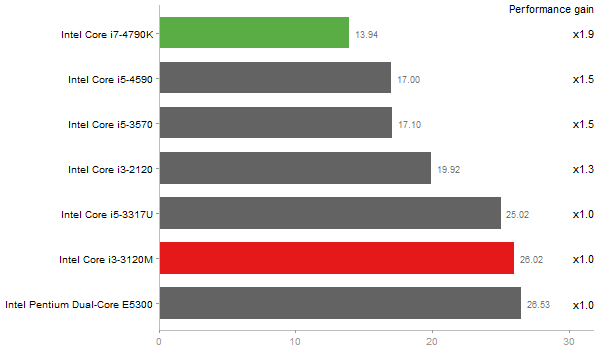 Performance gain
Intel Core i7-4790K 13.94 x1.9
Intel Core i5-4590 17.00 x1.5
Intel Core i5-3570 17.10 x1.5
Intel Core i3-2120 19.92 x1.3
Intel Core i5-3317U 25.02 x1.0
Intel Core i3-3120M 26.02 x1.0
Intel Pentium Dual-Core E5300 26.53 x1.0
0 10 20 30